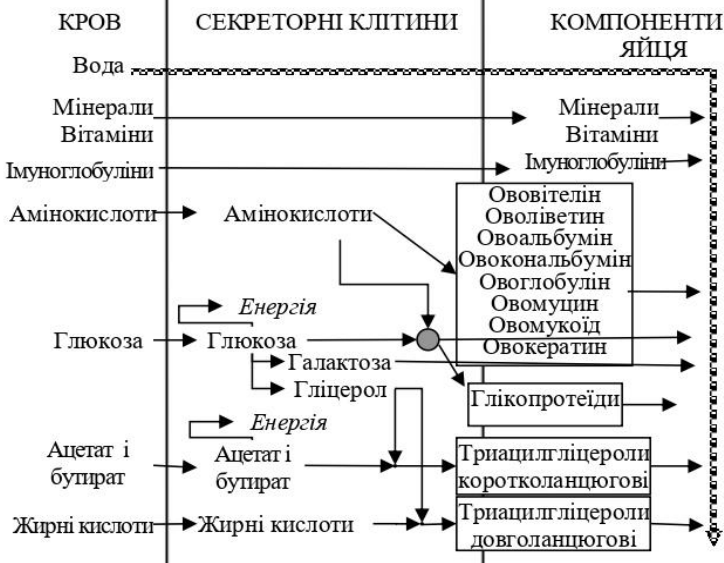 КРОВ
СЕКРЕТОРНІ КЛІТИНИ
КОМПОНЕНТИ
ЯЙЦЯ
Вода
Мінерали
Вітаміни
Мінерали
Вітаміни
Імуноглобуліни
Імуноглобуліни
Амінокислоти
Амінокислоти
Ововітелін
Оволіветин
Овоальбумін
Овокональбумін
Овоглобулін
Овомуцин
Овомукоїд
Овокератин
Енергія
Глюкоза
Глюкоза
Галактоза
Гліцерол
Глікопротеїди
Енергія
Ацетат і
бутират
Ацетат і
бутират
Триацилгліцероли
коротколанцюгові
Жирні кислоти
Жирні кислоти
Триацилгліцероли
довголанцюгові